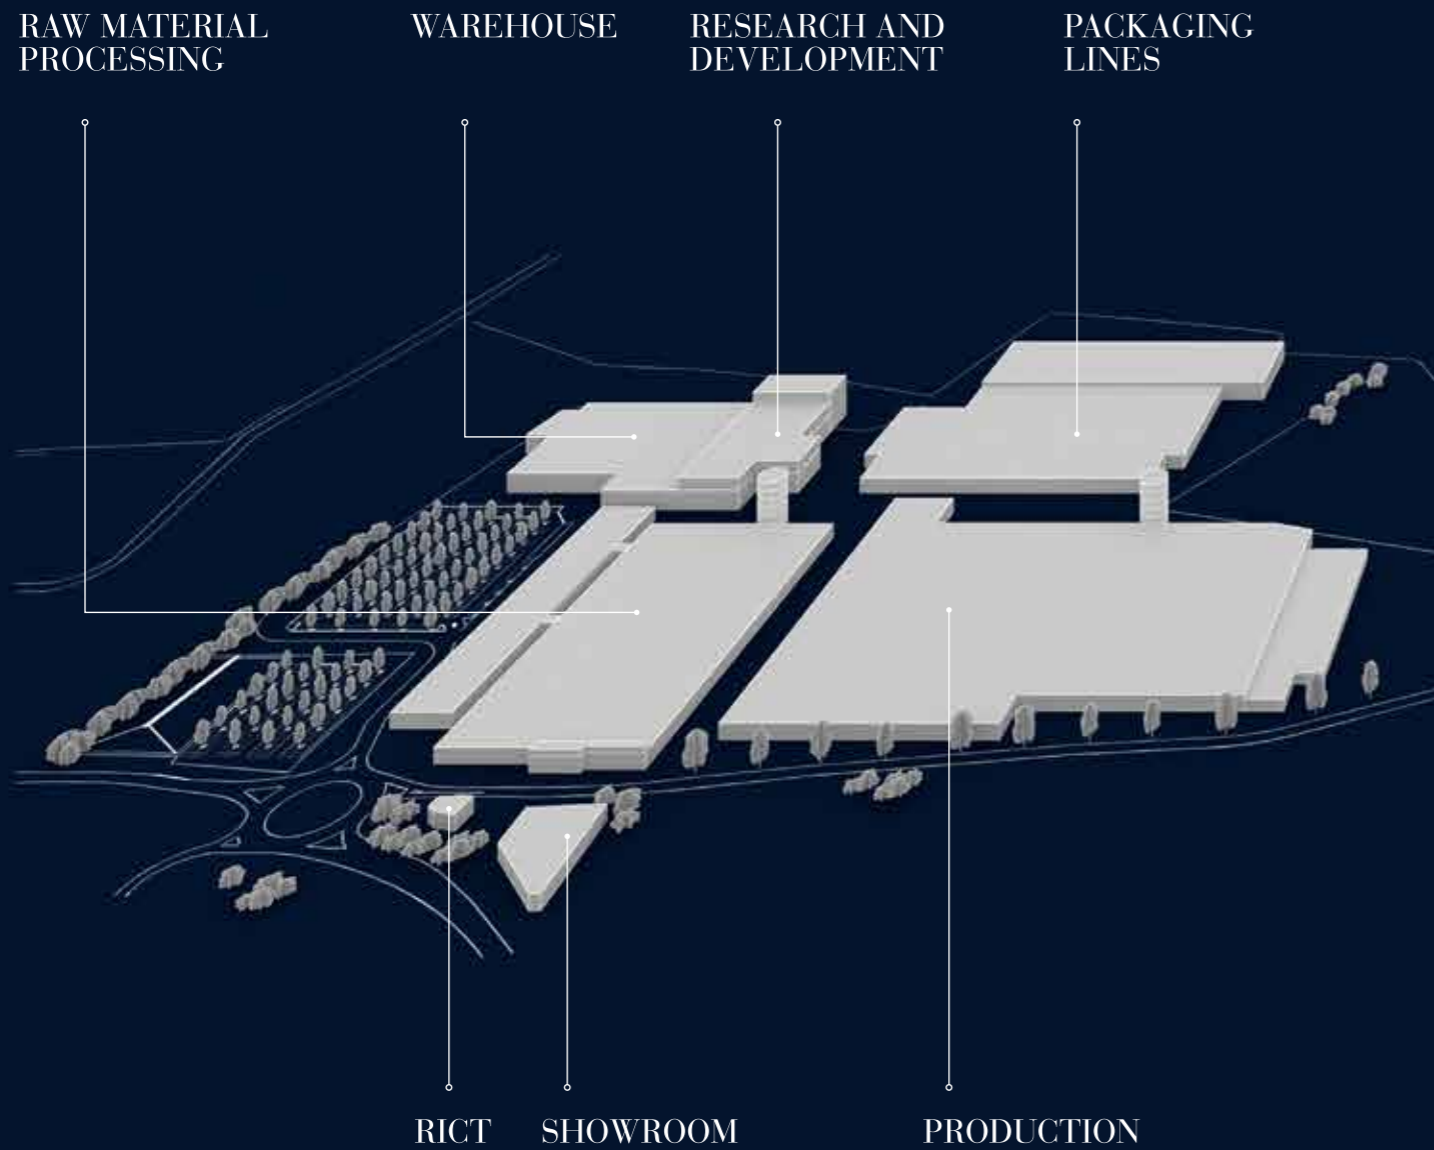 RAW MATERIAL
PROCESSING
WAREHOUSE
RESEARCH AND
DEVELOPMENT
PACKAGING
LINES
RICT
SHOWROOM
PRODUCTION